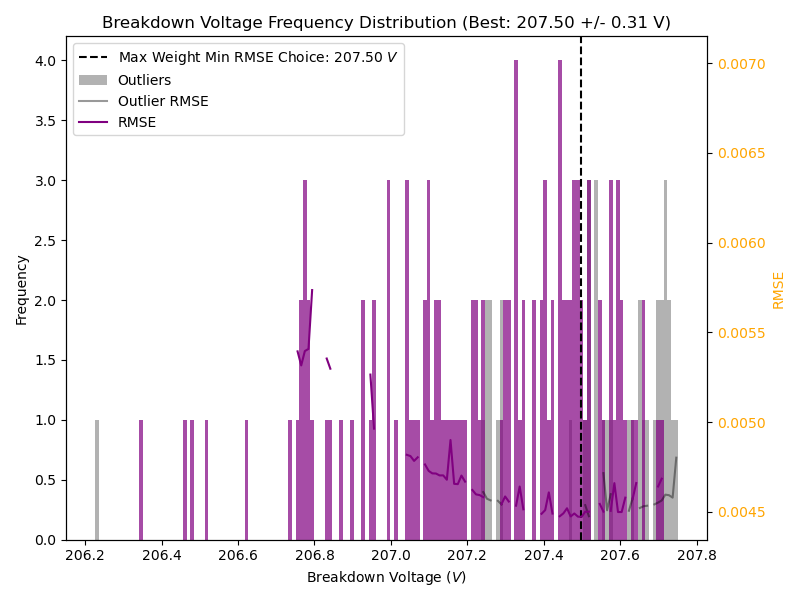 Breakdown Voltage Frequency Distribution (Best: 207.50 +/- 0.31 V)
Max Weight Min RMSE Choice: 207.50 V
Outliers
Outlier RMSE
RMSE
Frequency
4.0
3.5
3.0
2.5
2.0
1.5
1.0
0.5
0.0
206.2 206.4 206.6 206.8 207.0 207.2 207.4 207.6 207.8
Breakdown Voltage (V)
0.0070
0.0065
0.0060
0.0055
0.0050
0.0045
RMSE